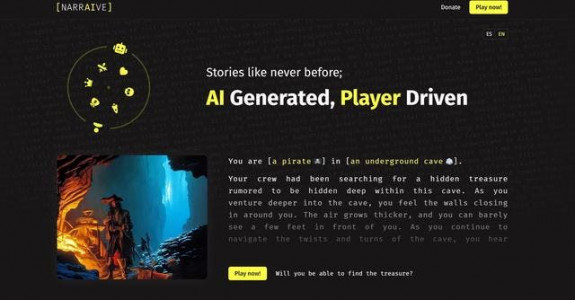 [NARRAIVE]
Donate
Play now!
ES EN
Stories like never before;
AI Generated, Player Driven
You are [a pirate 🏴‍☠️] in [an underground cave 🪨].
Your crew had been searching for a hidden treasure
rumored to be hidden deep within this cave. As you
venture deeper into the cave, you feel the walls closing
in around you. The air grows thicker, and you can barely
see a few feet in front of you. As you continue to
navigate the twists and turns of the cave, you hear
Play now!
Will you be able to find the treasure?